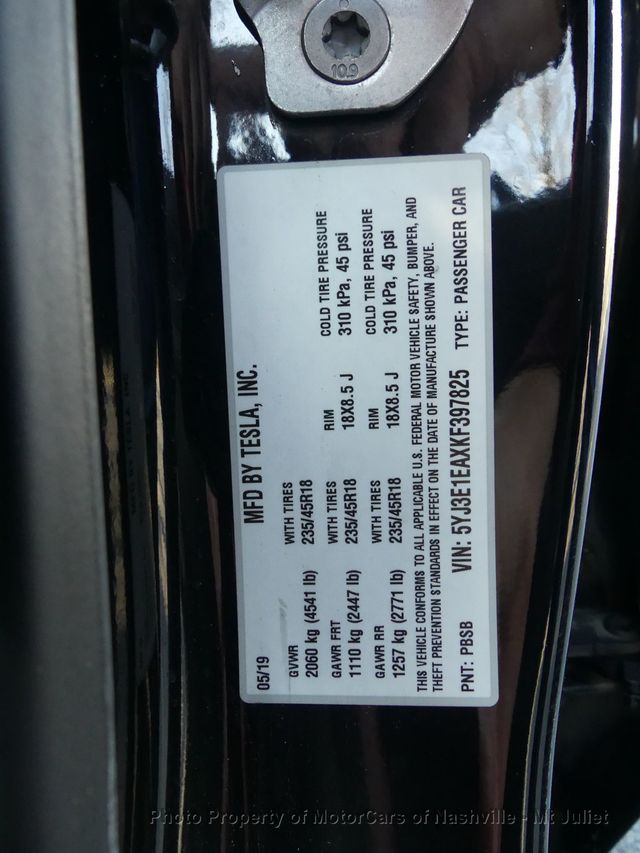 10.9
MFD BY TESLA, INC.
05/19
GVWR WITH TIRES RIM COLD TIRE PRESSURE
2060 kg (4541 lb) 235/45R18 18X8.5 J 310 kPa, 45 psi
GAWR FRT WITH TIRES RIM COLD TIRE PRESSURE
1110 kg (2447 lb) 235/45R18 18X8.5 J 310 kPa, 45 psi
GAWR RR WITH TIRES
1257 kg (2771 lb) 235/45R18
THIS VEHICLE CONFORMS TO ALL APPLICABLE U.S. FEDERAL MOTOR VEHICLE SAFETY, BUMPER, AND
THEFT PREVENTION STANDARDS IN EFFECT ON THE DATE OF MANUFACTURE SHOWN ABOVE.
PNT: PBSB VIN: 5YJ3E1EAXKF397825 TYPE: PASSENGER CAR
Photo Property of MotorCars of Nashville - Mt Juliet